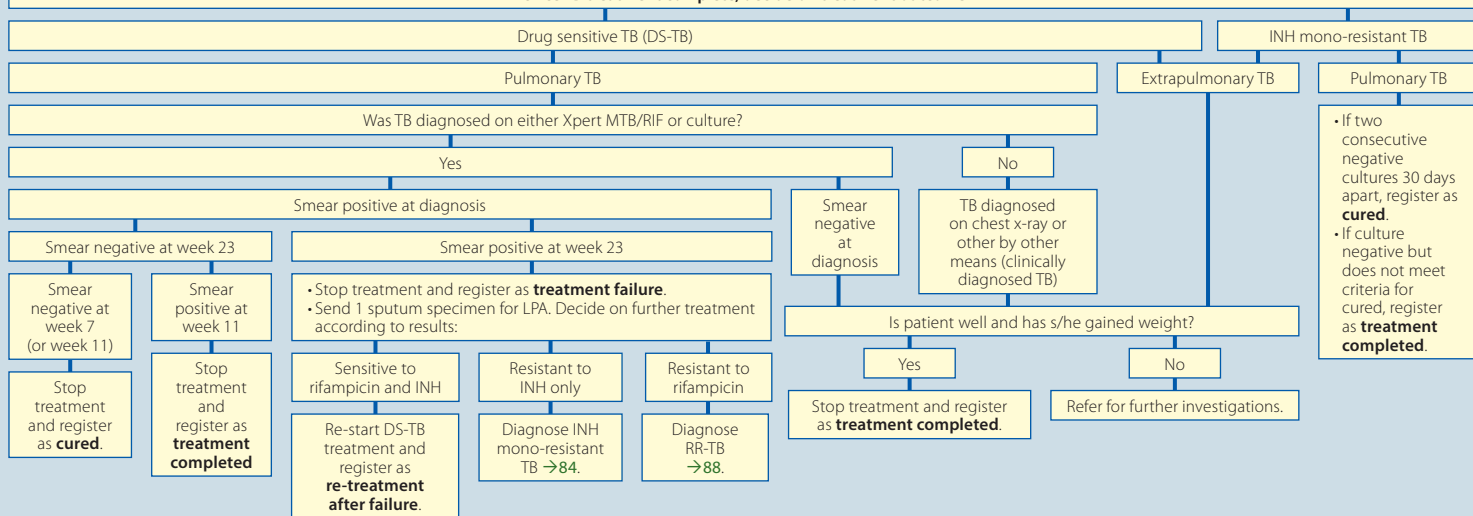 Drug sensitive TB (DS-TB)
INH mono-resistant TB
Pulmonary TB
Extrapulmonary TB
Pulmonary TB
Was TB diagnosed on either Xpert MTB/RIF or culture?
Yes
No
Smear positive at diagnosis
Smear
negative
at
diagnosis
TB diagnosed
on chest x-ray or
other by other
means (clinically
diagnosed TB)
• If two
consecutive
negative
cultures 30 days
apart, register as
cured.
• If culture
negative but
does not meet
criteria for
cured, register
as treatment
completed.
Smear negative at week 23
Smear positive at week 23
Smear
negative at
week 7
(or week 11)
Smear
positive at
week 11
• Stop treatment and register as treatment failure.
• Send 1 sputum specimen for LPA. Decide on further treatment
according to results:
Is patient well and has s/he gained weight?
Stop
treatment
and register
as cured.
Stop
treatment
and
register as
treatment
completed
Sensitive to
rifampicin and INH
Resistant to
INH only
Resistant to
rifampicin
Yes
No
Re-start DS-TB
treatment and
register as
re-treatment
after failure.
Diagnose INH
mono-resistant
TB →84.
Diagnose
RR-TB
→88.
Stop treatment and register
as treatment completed.
Refer for further investigations.